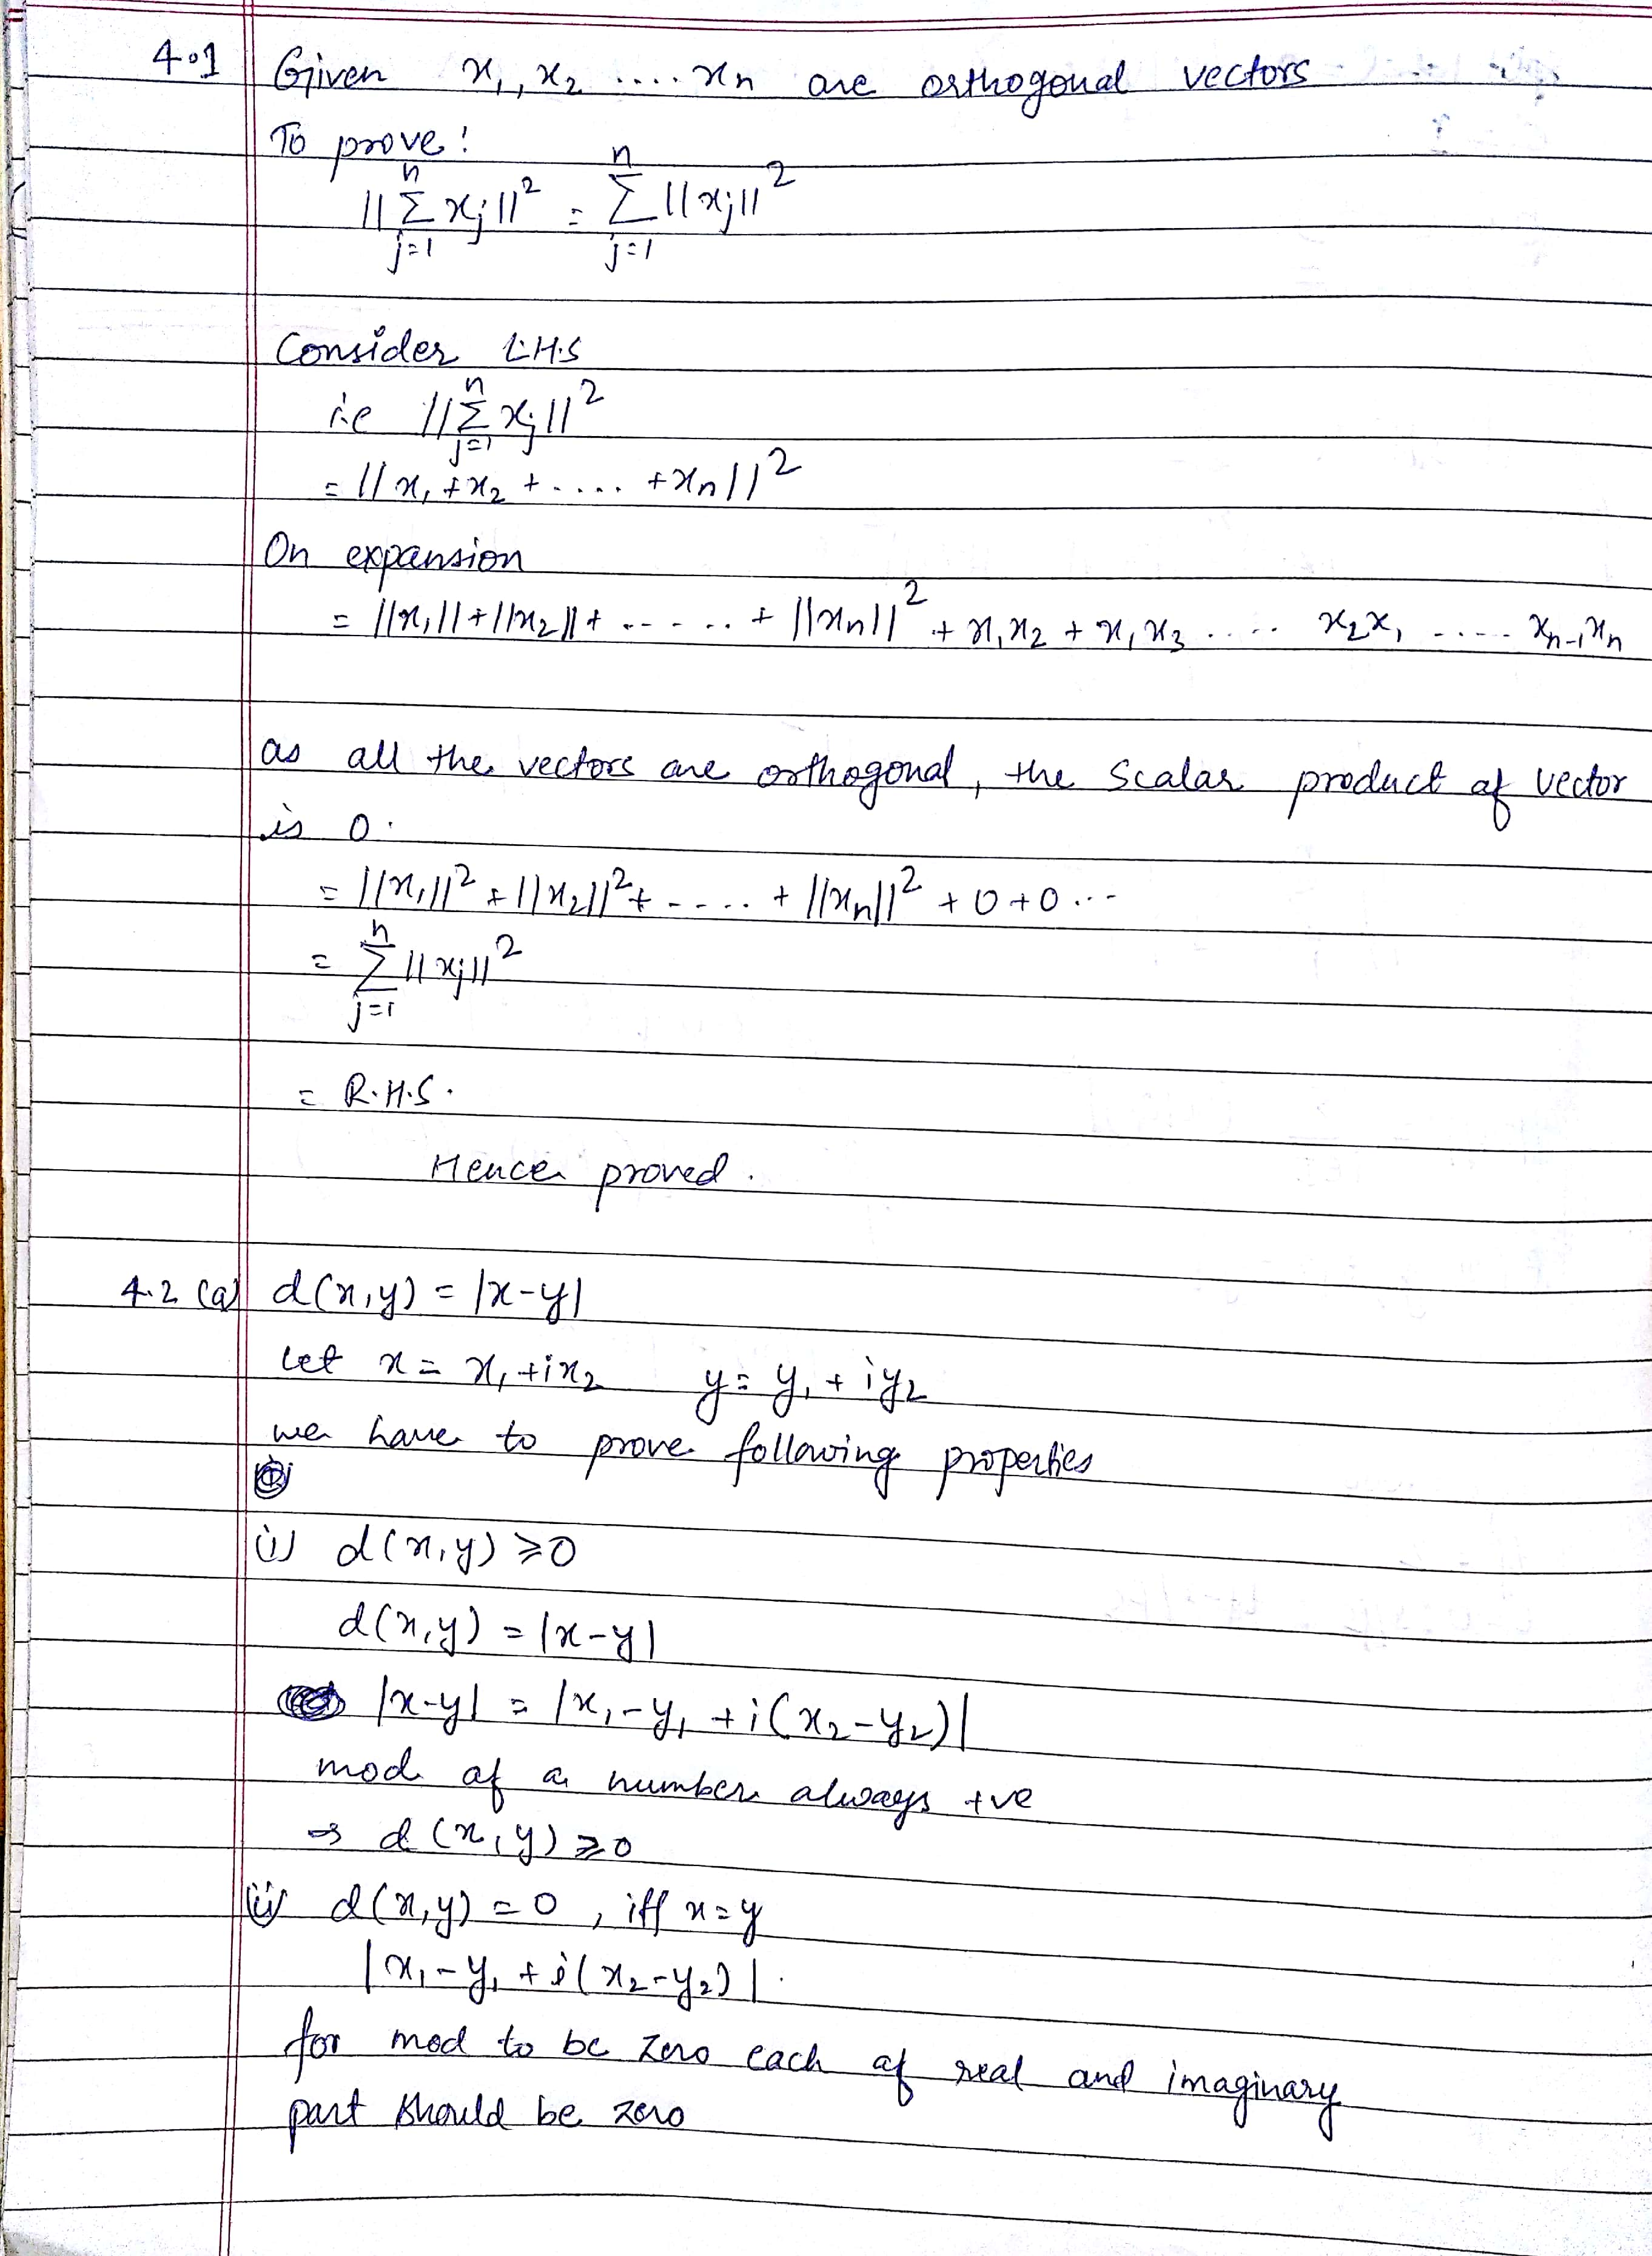 4.1 Given x₁, x₂ .... xn are orthogonal vectors
To prove:
||Σⁿⱼ₌₁ xj||² = Σⁿⱼ₌₁ ||xj||²
Consider L.H.S
i.e ||Σⁿⱼ₌₁ xj||²
= ||x₁ + x₂ + .... + xn||²
On expansion
= ||x₁|| + ||x₂|| + ...... + ||xn||² + x₁x₂ + x₁x₃ .... x₂x₁ ..... xn-1xn
as all the vectors are orthogonal, the scalar product of vector
is 0.
= ||x₁||² + ||x₂||² + ..... + ||xn||² + 0 + 0 ...
= Σⁿⱼ₌₁ ||xj||²
= R.H.S.
Hence proved.
4.2 (a) d(x,y) = |x-y|
let x = x₁ + ix₂ y = y₁ + iy₂
we have to prove following properties
(i) d(x,y) ⩾ 0
d(x,y) = |x-y|
|x-y| = |x₁-y₁ + i(x₂-y₂)|
mod of a number always +ve
⇒ d(x,y) ⩾ 0
(ii) d(x,y) = 0, iff x=y
|x₁-y₁ + i(x₂-y₂)|.
for mod to be zero each of real and imaginary
part should be zero